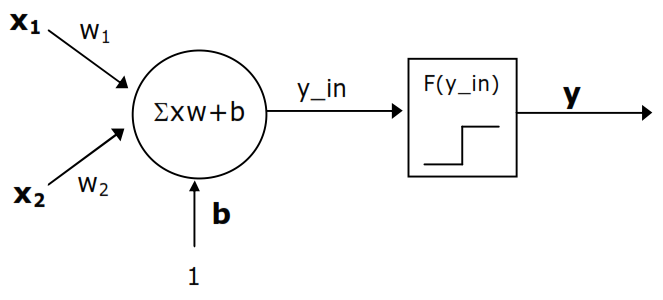 x₁
w₁
Σxw+b
y_in
F(y_in)
y
x₂
w₂
b
1